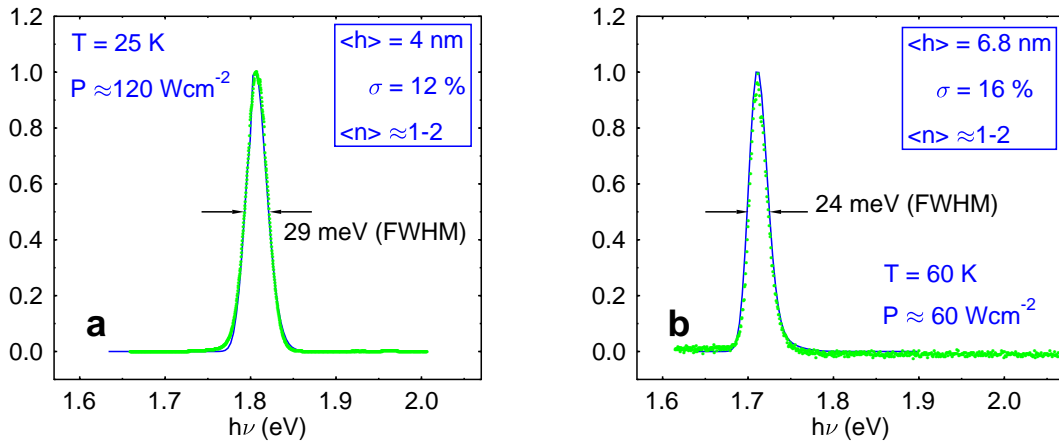 1.2
1.0
0.8
0.6
0.4
0.2
0.0
T = 25 K
P ≈120 Wcm-2
<h> = 4 nm
σ = 12 %
<n> ≈1-2
29 meV (FWHM)
a
1.6 1.7 1.8 1.9 2.0
hν (eV)
1.2
1.0
0.8
0.6
0.4
0.2
0.0
<h> = 6.8 nm
σ = 16 %
<n> ≈1-2
24 meV (FWHM)
T = 60 K
P ≈ 60 Wcm-2
b
1.6 1.7 1.8 1.9 2.0
hν (eV)